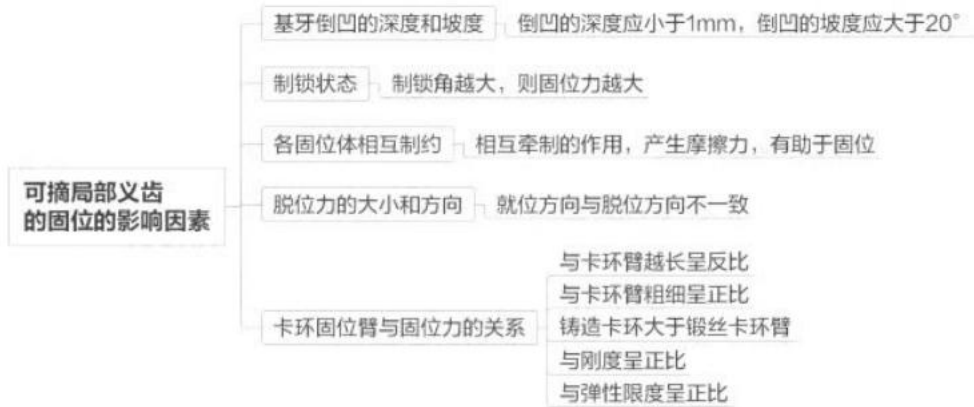 可摘局部义齿
的固位的影响因素
基牙倒凹的深度和坡度
倒凹的深度应小于1mm，倒凹的坡度应大于20°
制锁状态
制锁角越大，则固位力越大
各固位体相互制约
相互牵制的作用，产生摩擦力，有助于固位
脱位力的大小和方向
就位方向与脱位方向不一致
卡环固位臂与固位力的关系
与卡环臂越长呈反比
与卡环臂粗细呈正比
铸造卡环大于锻丝卡环臂
与刚度呈正比
与弹性限度呈正比